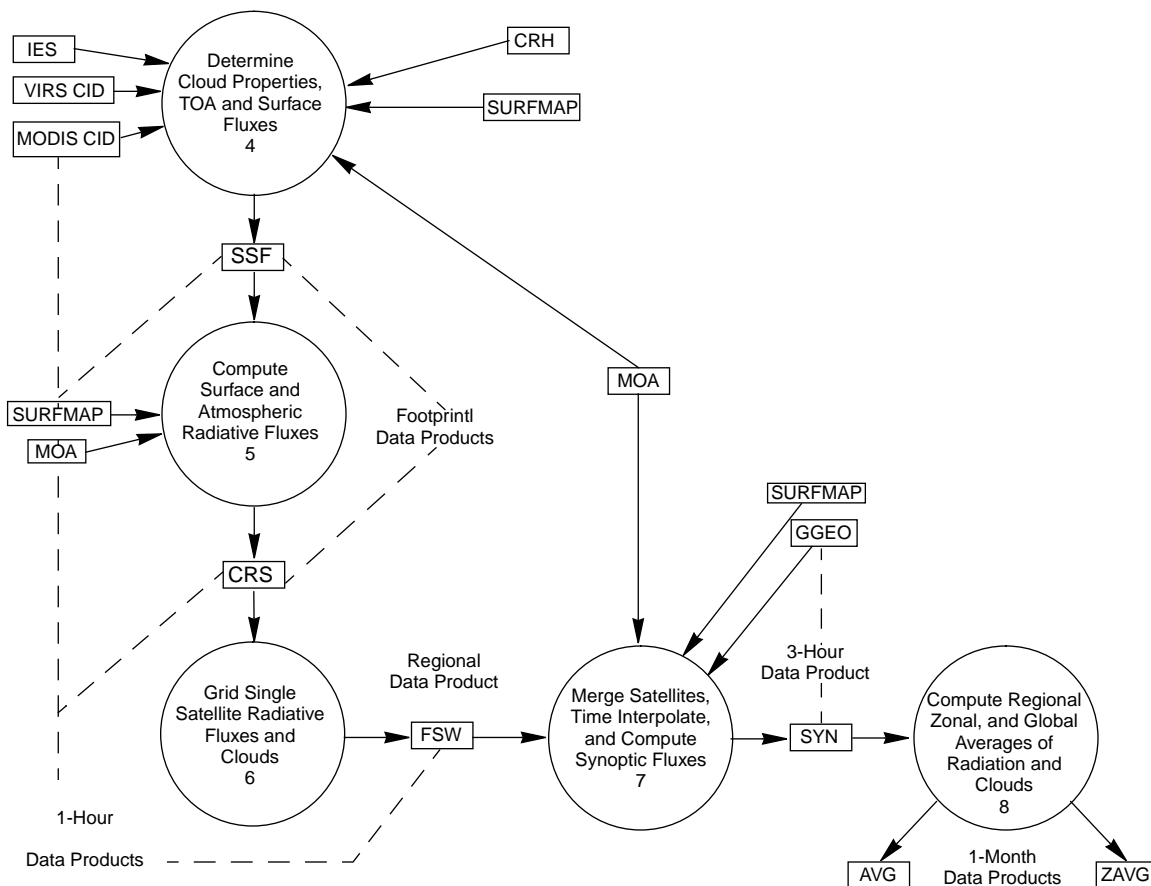 IES
VIRS CID
MODIS CID
Determine
Cloud Properties,
TOA and Surface
Fluxes
4
CRH
SURFMAP
SSF
SURFMAP
MOA
Compute
Surface and
Atmospheric
Radiative Fluxes
5
Footprintl
Data Products
MOA
SURFMAP
GGEO
CRS
Grid Single
Satellite Radiative
Fluxes and
Clouds
6
Regional
Data Product
FSW
Merge Satellites,
Time Interpolate,
and Compute
Synoptic Fluxes
7
3-Hour
Data Product
SYN
Compute Regional
Zonal, and Global
Averages of
Radiation and
Clouds
8
1-Hour
Data Products
AVG
1-Month
Data Products
ZAVG